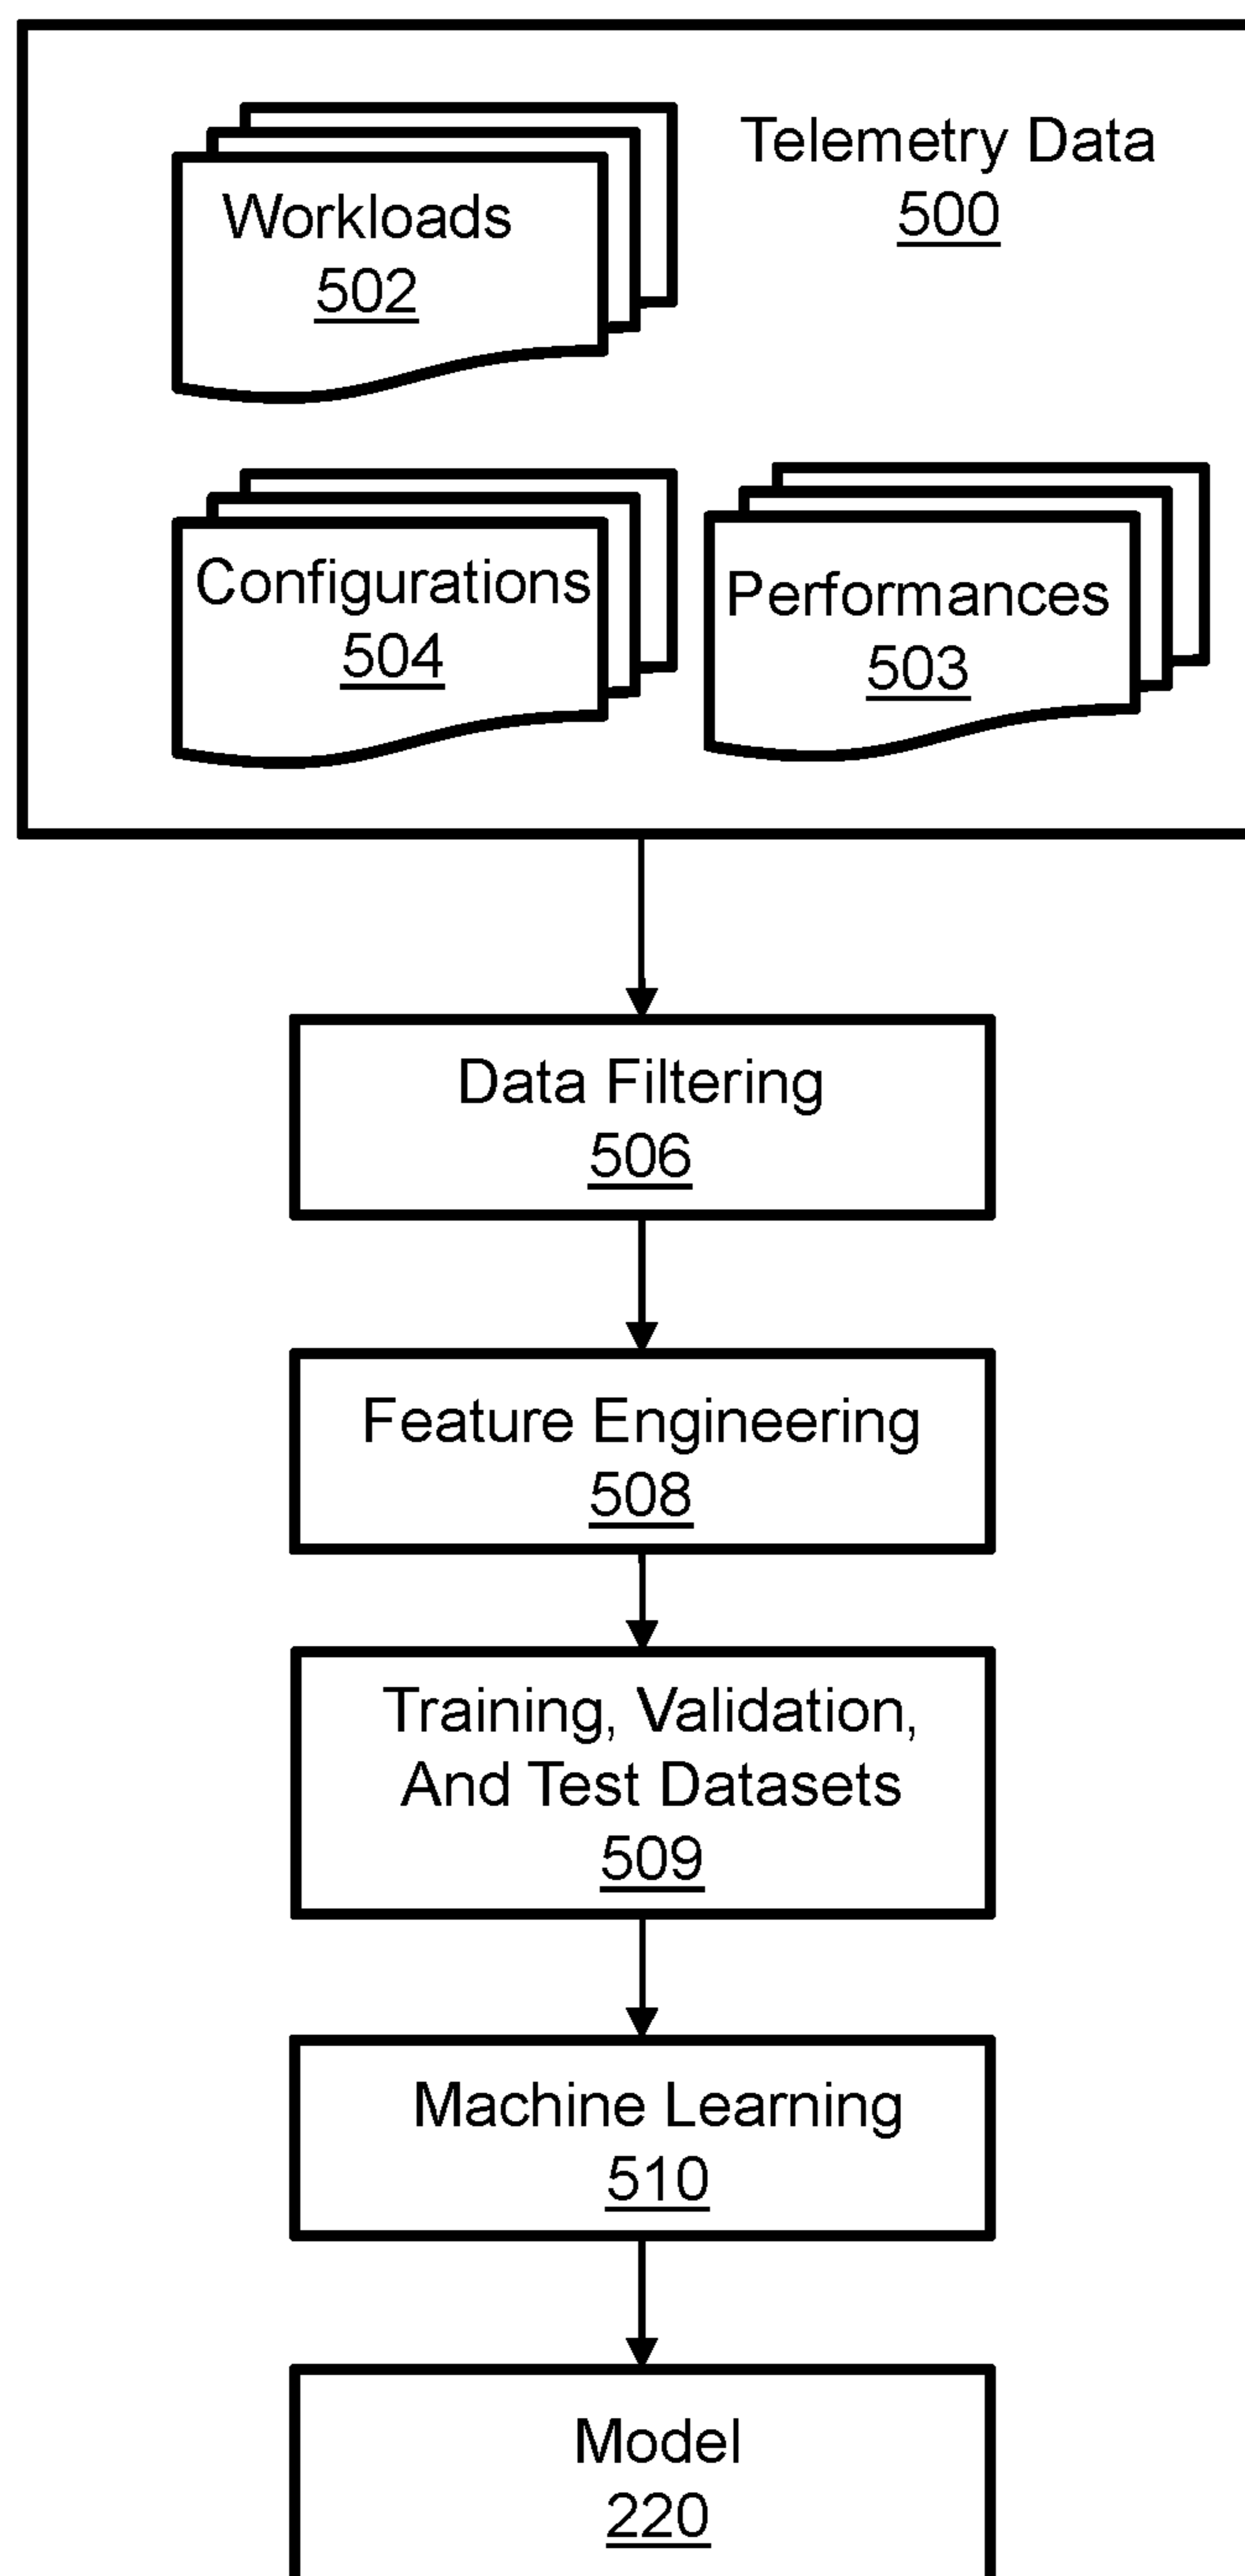 Telemetry Data
500
Workloads
502
Configurations
504
Performances
503
Data Filtering
506
Feature Engineering
508
Training, Validation,
And Test Datasets
509
Machine Learning
510
Model
220